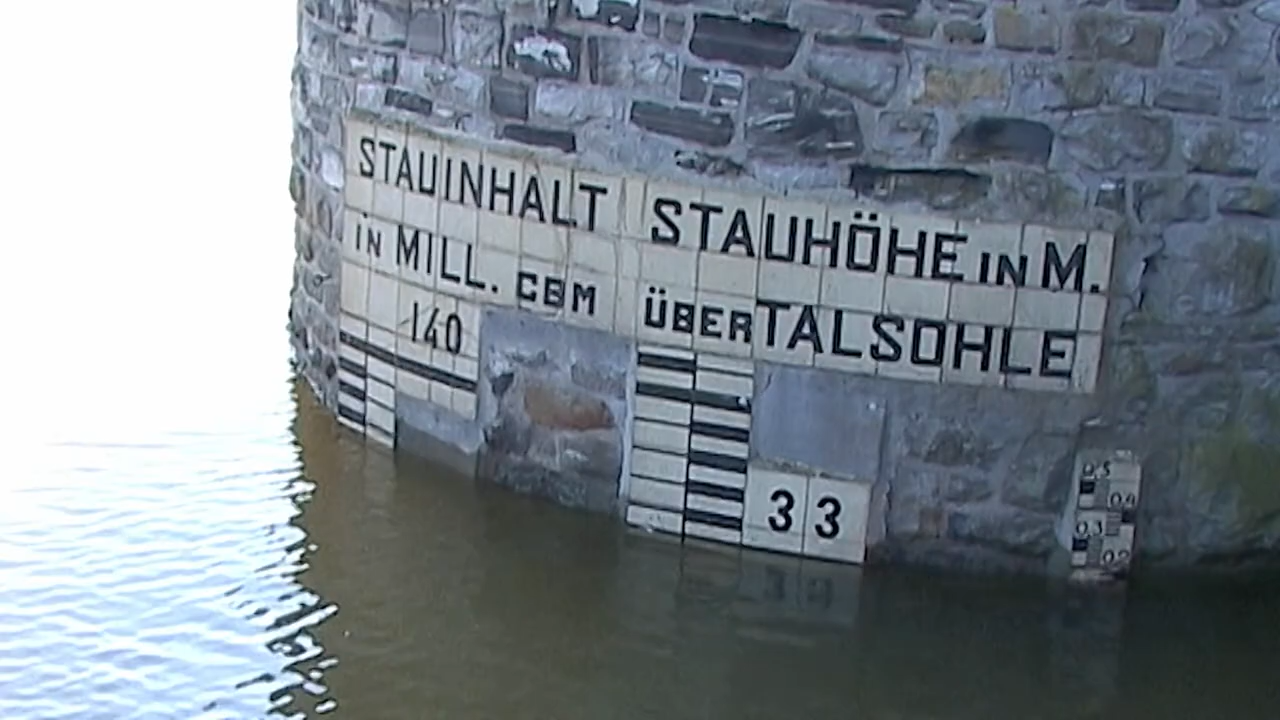 STAUINHALT
in MILL. CBM
140
STAUHÖHE in M.
ÜBER TALSOHLE
33
0,5
0,4
0,3
0,2